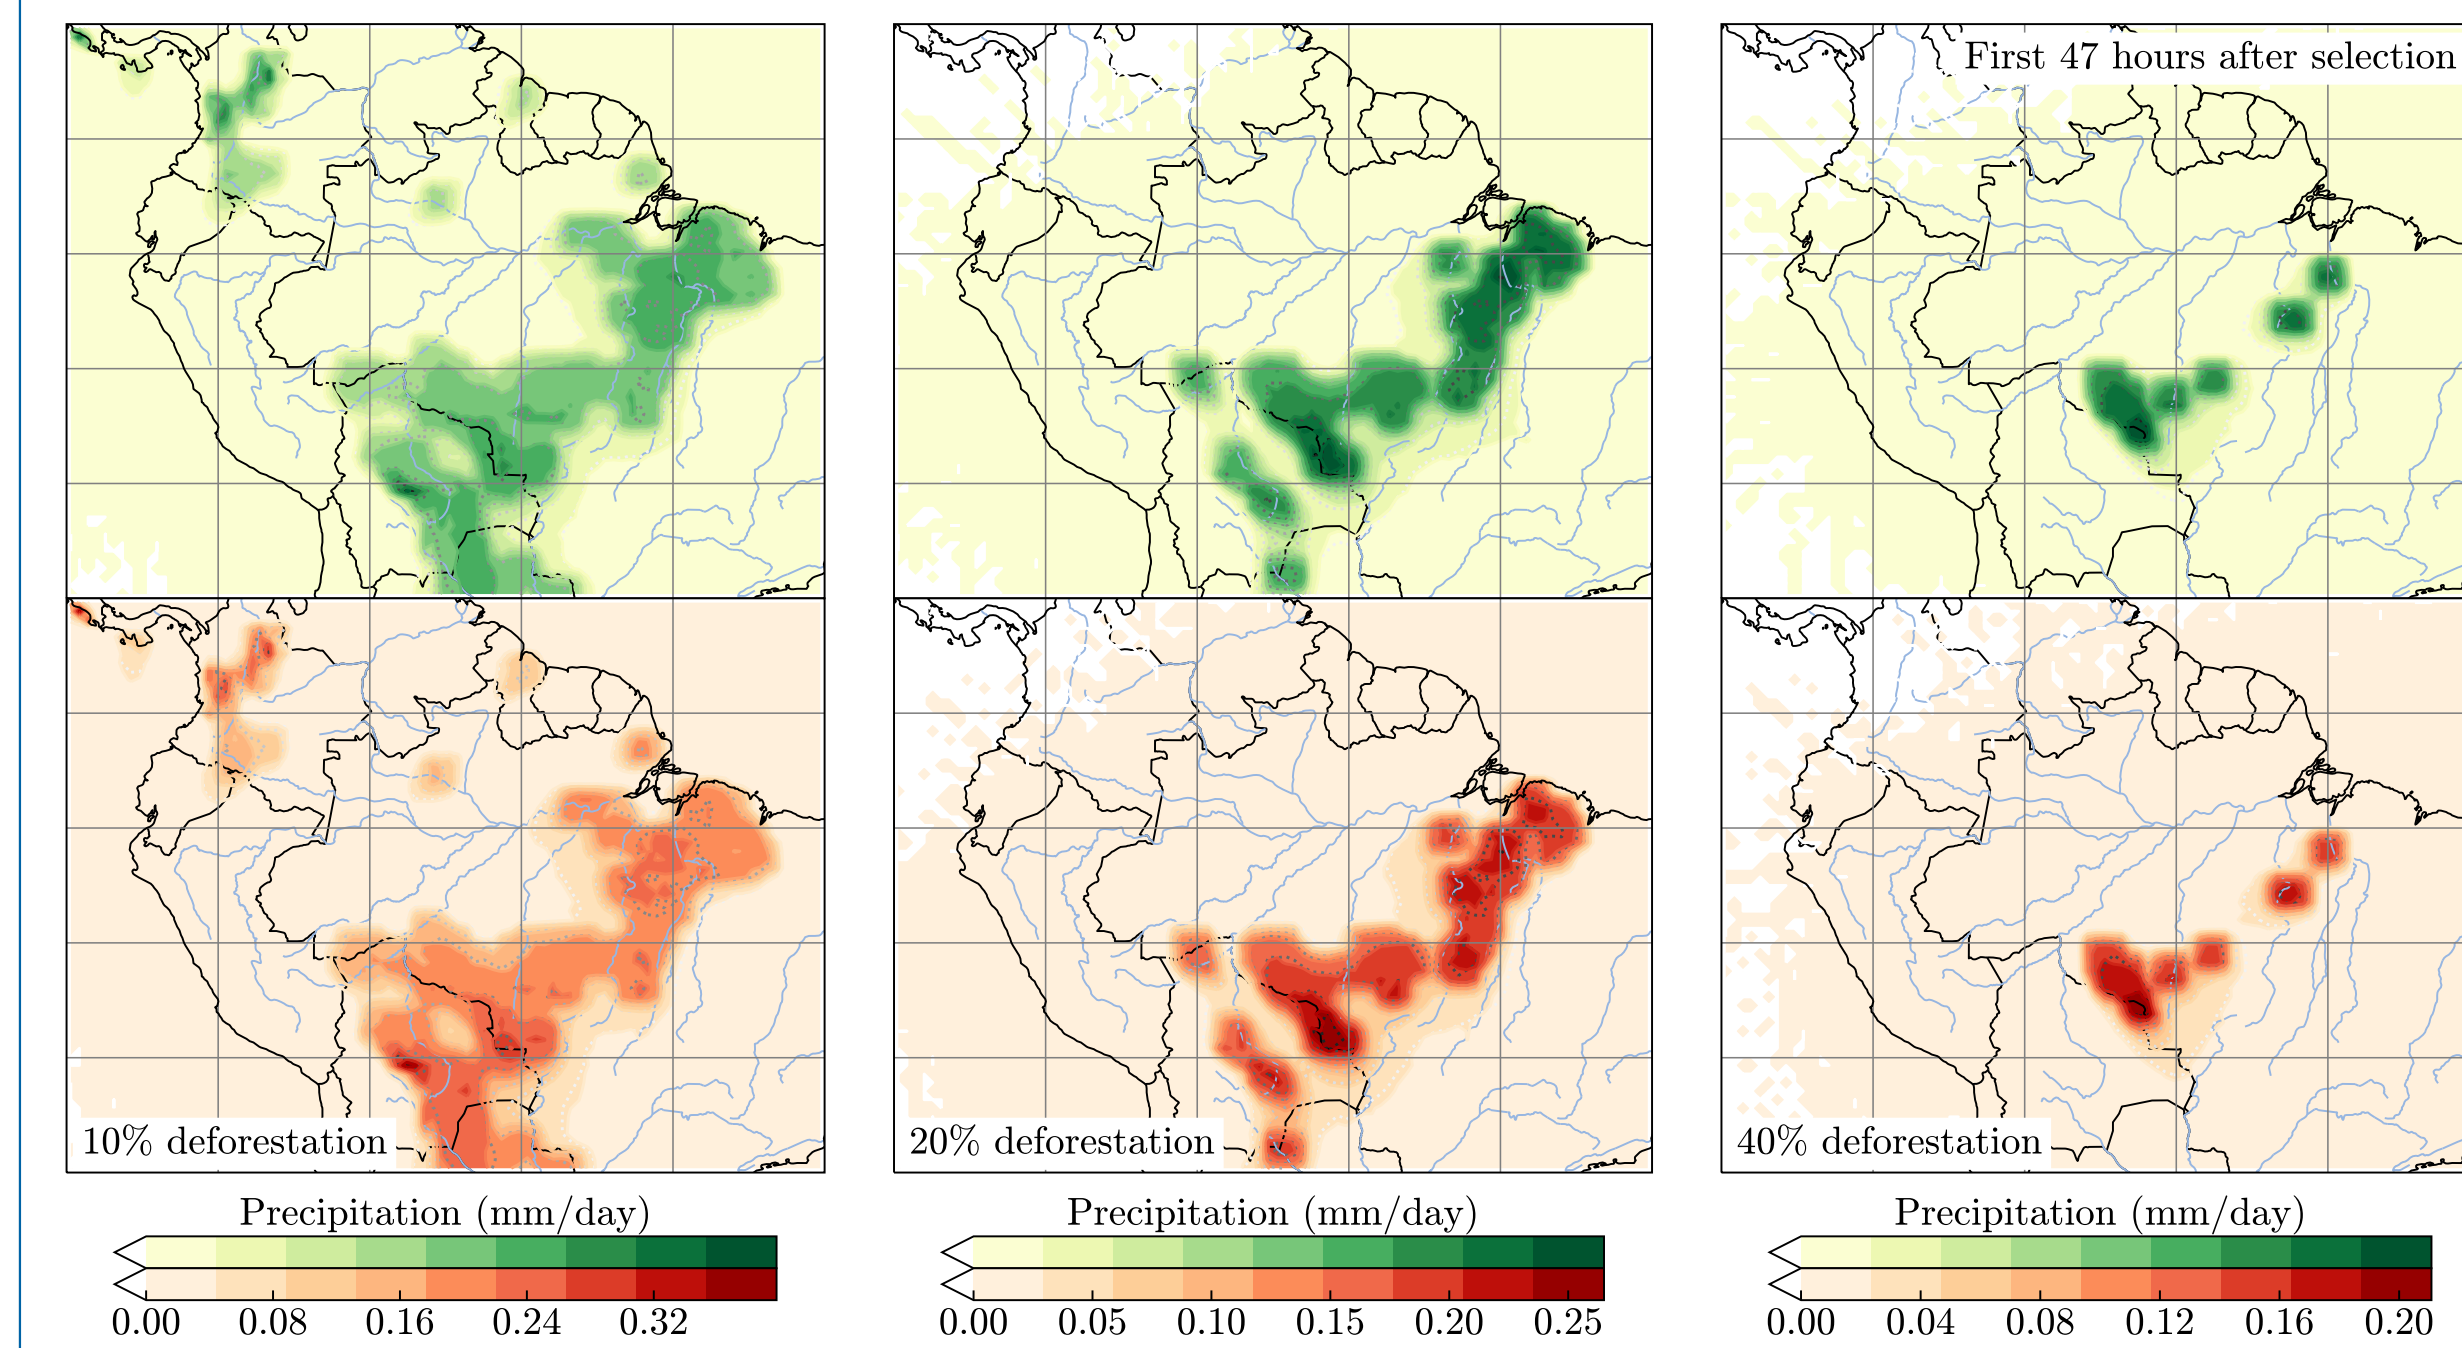 First 47 hours after selection
10% deforestation
20% deforestation
40% deforestation
Precipitation (mm/day)
Precipitation (mm/day)
Precipitation (mm/day)
0.00 0.08 0.16 0.24 0.32
0.00 0.05 0.10 0.15 0.20 0.25
0.00 0.04 0.08 0.12 0.16 0.20